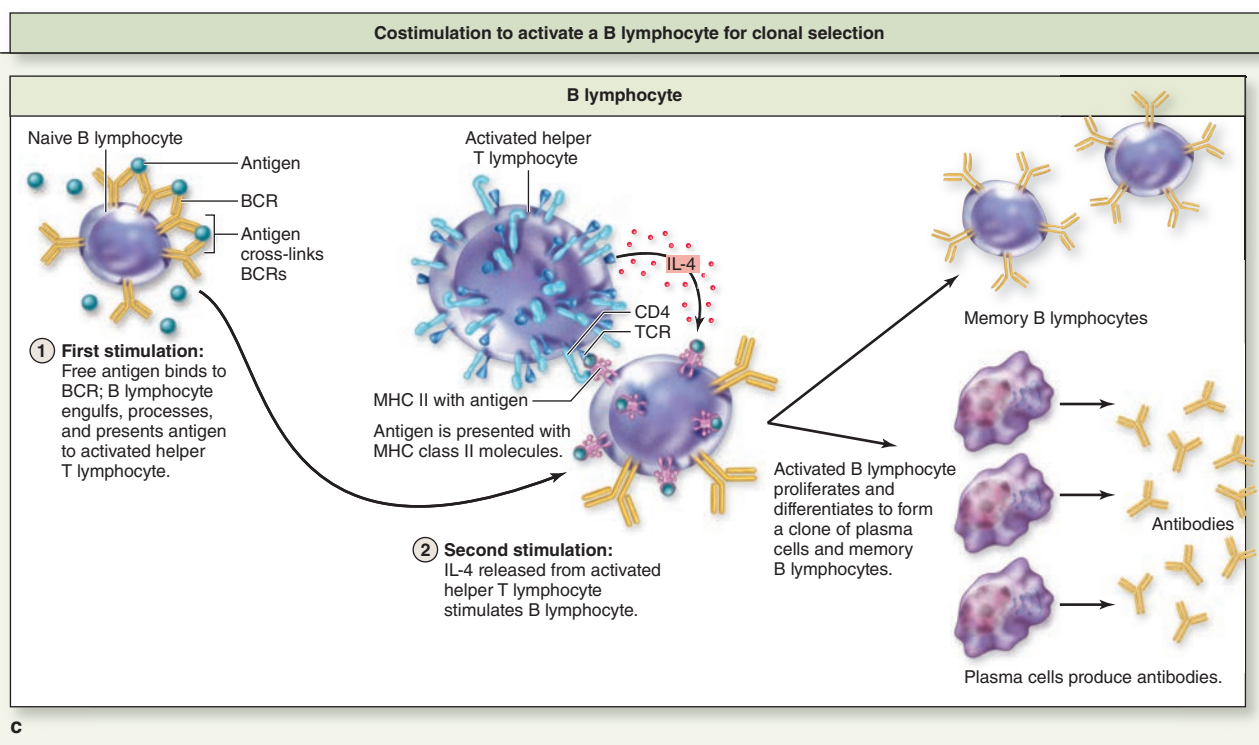 Costimulation to activate a B lymphocyte for clonal selection
B lymphocyte
Naive B lymphocyte
Antigen
BCR
Antigen
cross-links
BCRs
1 First stimulation:
Free antigen binds to
BCR; B lymphocyte
engulfs, processes,
and presents antigen
to activated helper
T lymphocyte.
Activated helper
T lymphocyte
IL-4
CD4
TCR
MHC II with antigen
Antigen is presented with
MHC class II molecules.
2 Second stimulation:
IL-4 released from activated
helper T lymphocyte
stimulates B lymphocyte.
Activated B lymphocyte
proliferates and
differentiates to form
a clone of plasma
cells and memory
B lymphocytes.
Memory B lymphocytes
Antibodies
Plasma cells produce antibodies.
c